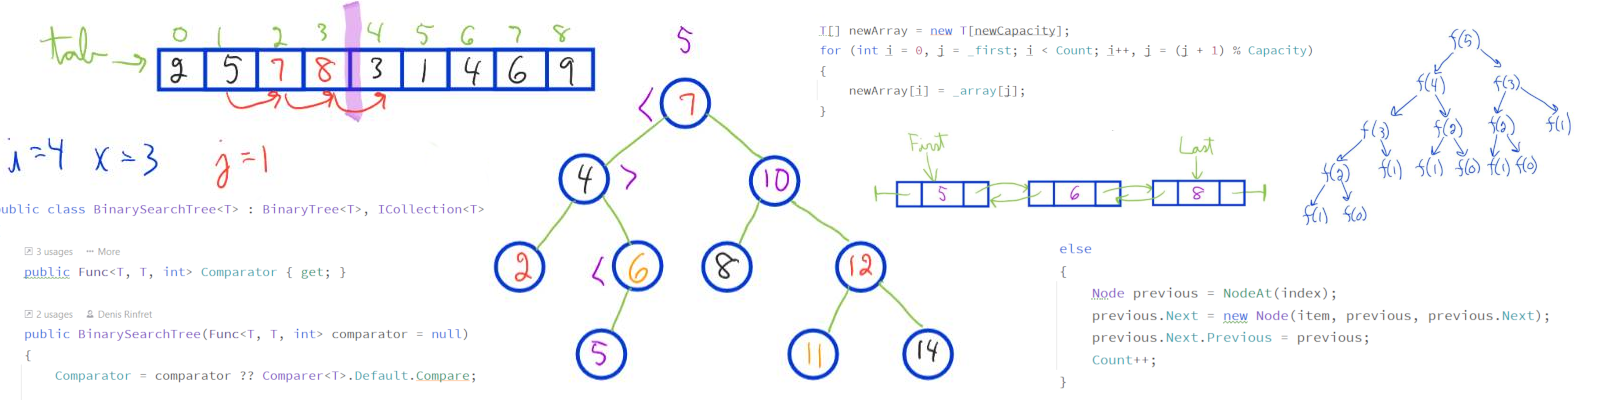 0 1 2 3 4 5 6 7 8
tab
2 5 7 8 3 1 4 6 9
i=4 x=3 j=1
public class BinarySearchTree<T> : BinaryTree<T>, ICollection<T>
3 usages ··· More
public Func<T, T, int> Comparator { get; }
2 usages Denis Rinfret
public BinarySearchTree(Func<T, T, int> comparator = null)
{
Comparator = comparator ?? Comparer<T>.Default.Compare;
5
< 7
4 > 10
2 < 6 8 12
5 11 14
T[] newArray = new T[newCapacity];
for (int i = 0, j = _first; i < Count; i++, j = (j + 1) % Capacity)
{
newArray[i] = _array[j];
}
First Last
5 6 8
f(5)
f(4) f(3)
f(3) f(2) f(2) f(1)
f(2) f(1) f(1) f(0) f(1) f(0)
f(1) f(0)
else
{
Node previous = NodeAt(index);
previous.Next = new Node(item, previous, previous.Next);
previous.Next.Previous = previous;
Count++;
}